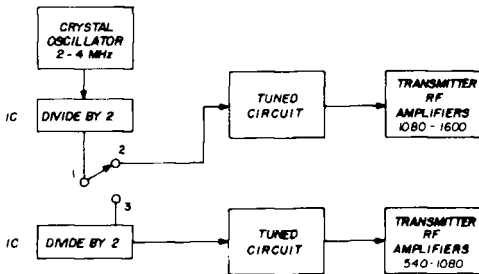 CRYSTAL
OSCILLATOR
2-4 MHz
IC
DIVIDE BY 2
TUNED
CIRCUIT
TRANSMITTER
RF
AMPLIFIERS
1080-1600
1
2
3
IC
DIVIDE BY 2
TUNED
CIRCUIT
TRANSMITTER
RF
AMPLIFIERS
540-1080